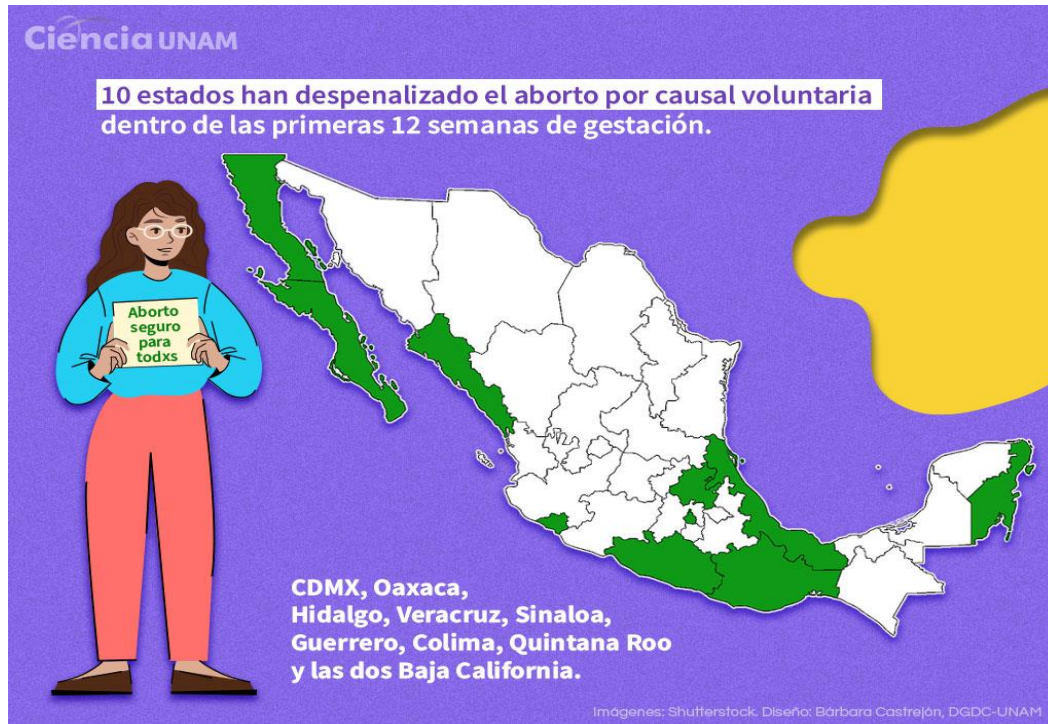 Ciencia UNAM
10 estados han despenalizado el aborto por causal voluntaria
dentro de las primeras 12 semanas de gestación.
Aborto
seguro
para
todxs
CDMX, Oaxaca,
Hidalgo, Veracruz, Sinaloa,
Guerrero, Colima, Quintana Roo
y las dos Baja California.
Imágenes: Shutterstock. Diseño: Bárbara Castrejón, DGDC-UNAM